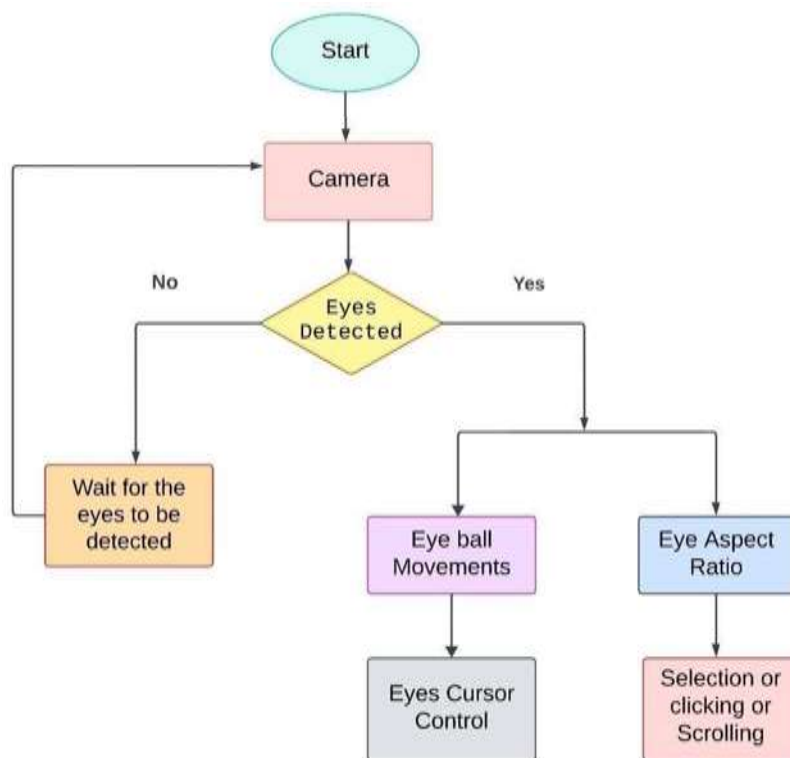 Start
Camera
No
Yes
Eyes
Detected
Wait for the
eyes to be
detected
Eye ball
Movements
Eye Aspect
Ratio
Eyes Cursor
Control
Selection or
clicking or
Scrolling